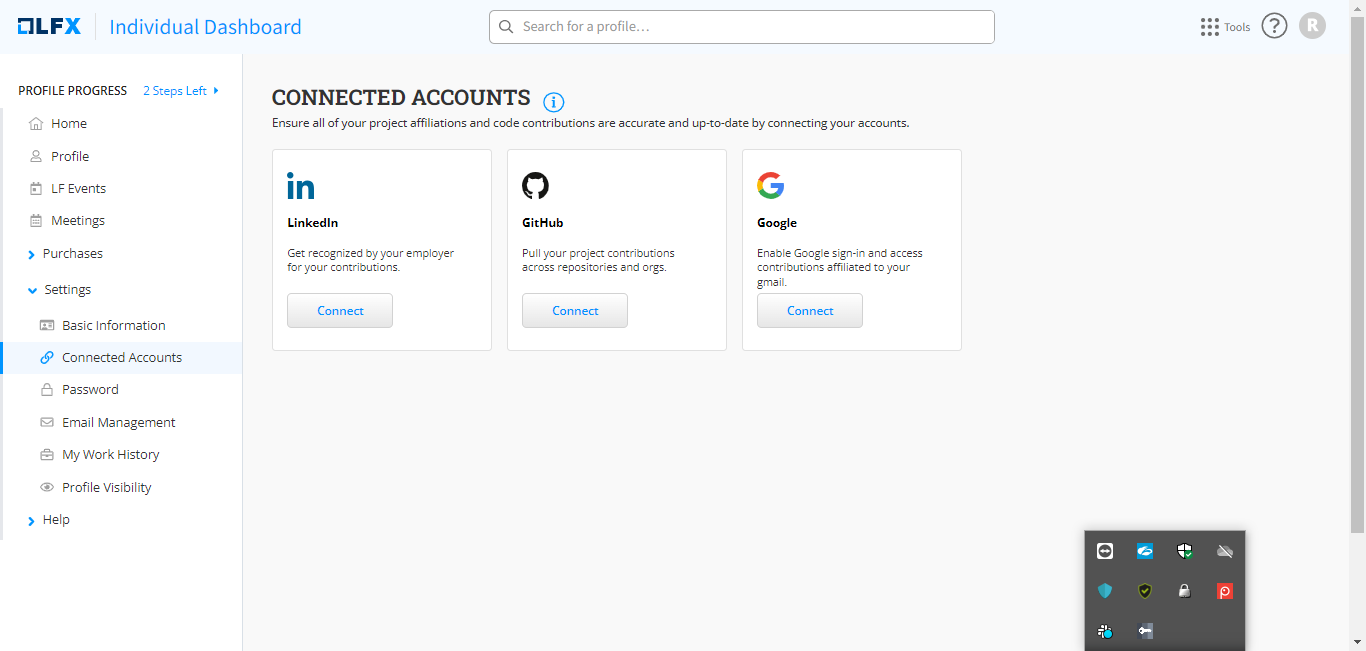 LFX
Individual Dashboard
Search for a profile...
Tools
?
R
PROFILE PROGRESS
2 Steps Left
Home
Profile
LF Events
Meetings
Purchases
Settings
Basic Information
Connected Accounts
Password
Email Management
My Work History
Profile Visibility
Help
CONNECTED ACCOUNTS
i
Ensure all of your project affiliations and code contributions are accurate and up-to-date by connecting your accounts.
in
LinkedIn
Get recognized by your employer
for your contributions.
Connect
GitHub
Pull your project contributions
across repositories and orgs.
Connect
G
Google
Enable Google sign-in and access
contributions affiliated to your
gmail.
Connect